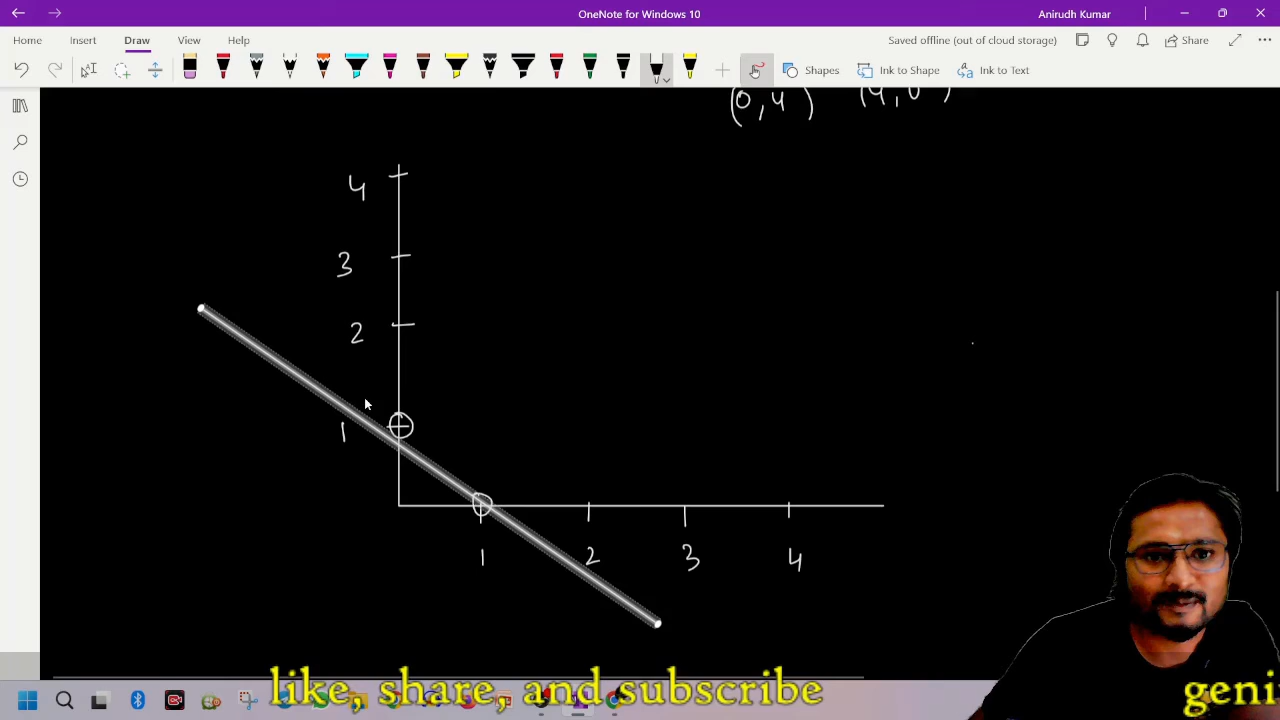 OneNote for Windows 10
Anirudh Kumar
Home Insert Draw View Help
Saved offline (out of cloud storage)
Share
Shapes
Ink to Shape
Ink to Text
(0,4) (4,0)
4
3
2
1
1 2 3 4
like, share, and subscribe
geni